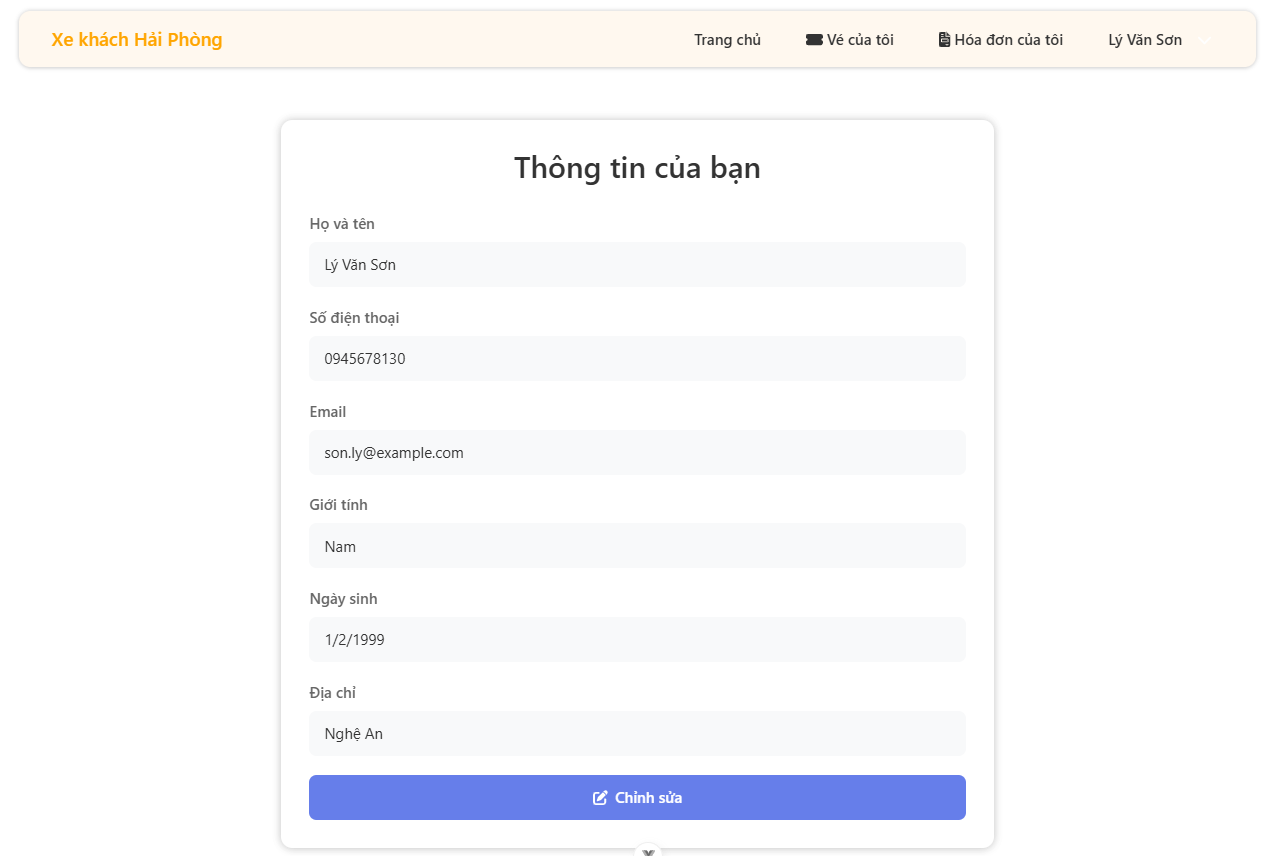 Xe khách Hải Phòng
Trang chủ
Vé của tôi
Hóa đơn của tôi
Lý Văn Sơn
Thông tin của bạn
Họ và tên
Lý Văn Sơn
Số điện thoại
0945678130
Email
son.ly@example.com
Giới tính
Nam
Ngày sinh
1/2/1999
Địa chỉ
Nghệ An
Chỉnh sửa